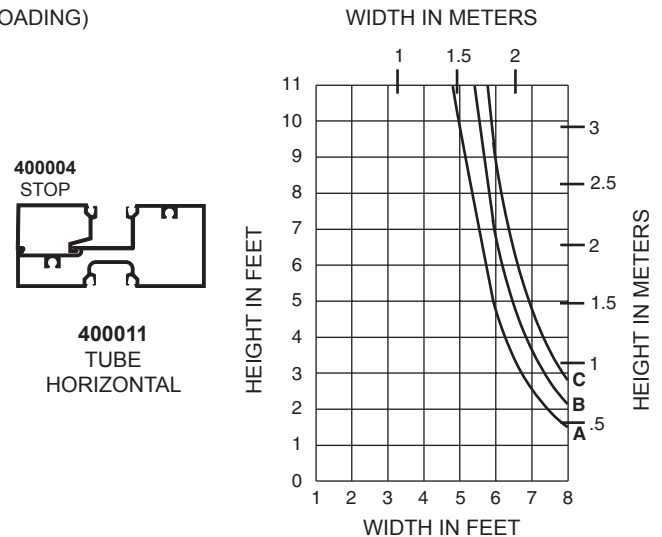 OADING)
400004
STOP
400011
TUBE
HORIZONTAL
WIDTH IN METERS
1 1.5 2
HEIGHT IN FEET
11
10
9
8
7
6
5
4
3
2
1
0
1 2 3 4 5 6 7 8
WIDTH IN FEET
3
2.5
2
1.5
1
.5
HEIGHT IN METERS
C
B
A